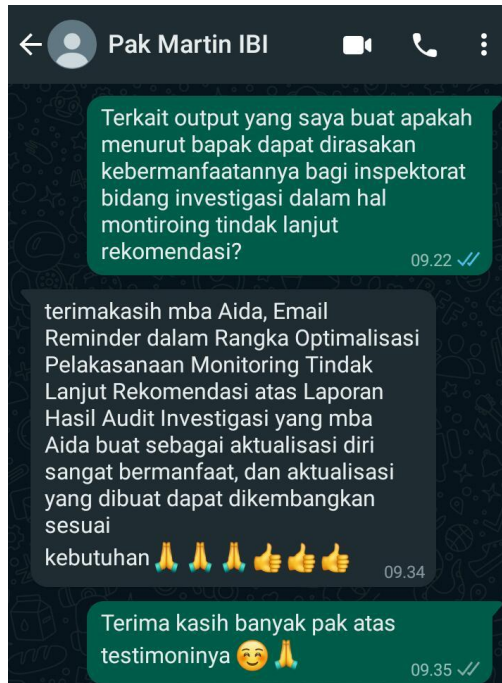 Pak Martin IBI
Terkait output yang saya buat apakah
menurut bapak dapat dirasakan
kebermanfaatannya bagi inspektorat
bidang investigasi dalam hal
montiroing tindak lanjut
rekomendasi?
09.22
terimakasih mba Aida, Email
Reminder dalam Rangka Optimalisasi
Pelakasanaan Monitoring Tindak
Lanjut Rekomendasi atas Laporan
Hasil Audit Investigasi yang mba
Aida buat sebagai aktualisasi diri
sangat bermanfaat, dan aktualisasi
yang dibuat dapat dikembangkan
sesuai
kebutuhan🙏🙏🙏👍👍👍
09.34
Terima kasih banyak pak atas
testimoninya☺️🙏
09.35